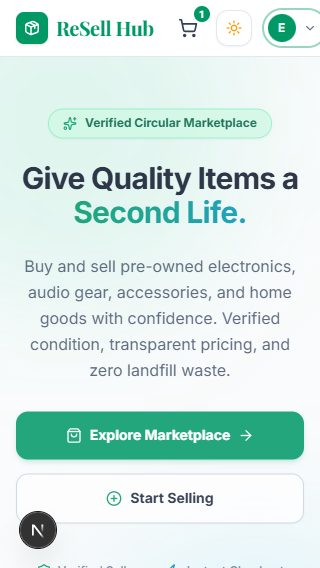 ReSell Hub
1
E
Verified Circular Marketplace
Give Quality Items a
Second Life.
Buy and sell pre-owned electronics,
audio gear, accessories, and home
goods with confidence. Verified
condition, transparent pricing, and
zero landfill waste.
Explore Marketplace
Start Selling
N